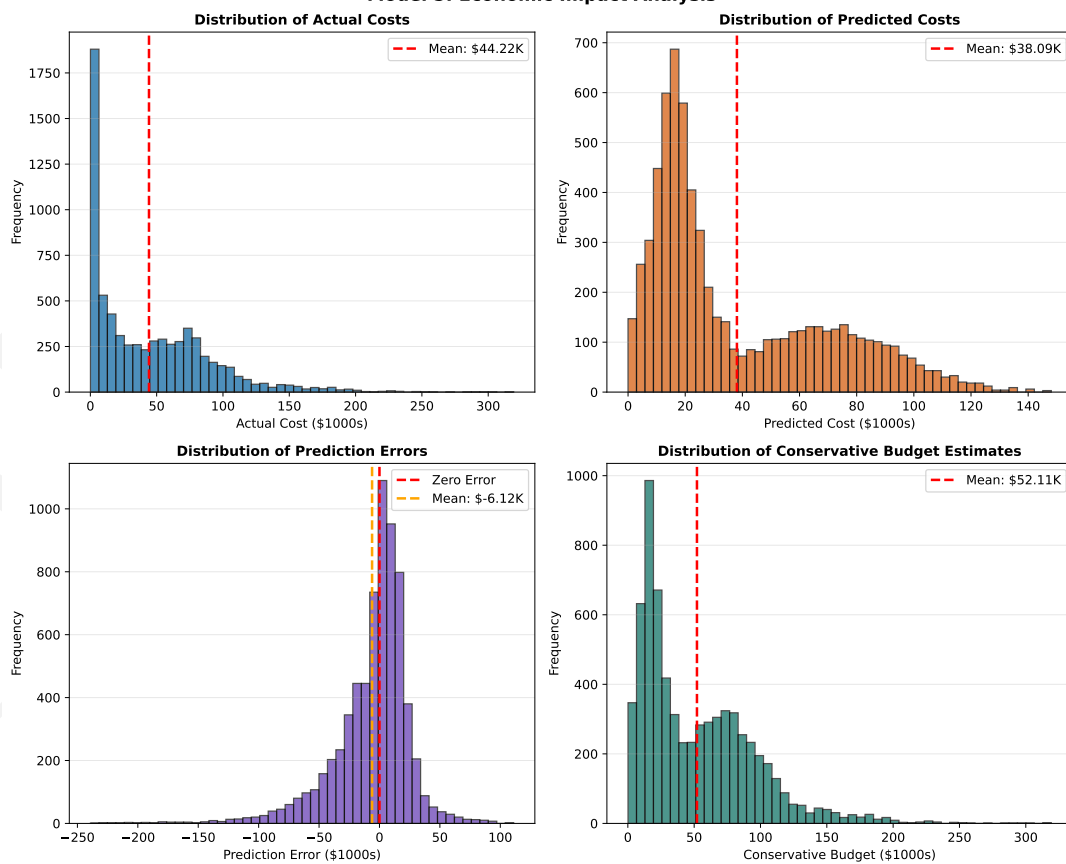 Distribution of Actual Costs
Mean: $44.22K
Frequency
1750
1500
1250
1000
750
500
250
0
0 50 100 150 200 250 300
Actual Cost ($1000s)
Distribution of Predicted Costs
Mean: $38.09K
Frequency
700
600
500
400
300
200
100
0
0 20 40 60 80 100 120 140
Predicted Cost ($1000s)
Distribution of Prediction Errors
Zero Error
Mean: $-6.12K
Frequency
1000
800
600
400
200
0
−250 −200 −150 −100 −50 0 50 100
Prediction Error ($1000s)
Distribution of Conservative Budget Estimates
Mean: $52.11K
Frequency
1000
800
600
400
200
0
0 50 100 150 200 250 300
Conservative Budget ($1000s)